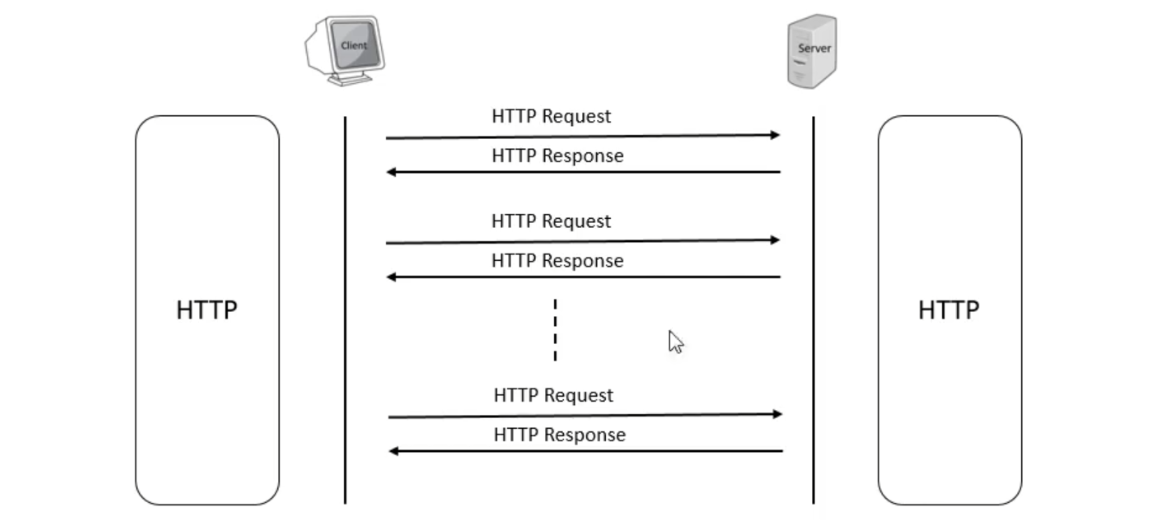 Client
Server
HTTP Request
HTTP Response
HTTP Request
HTTP Response
HTTP
HTTP
HTTP Request
HTTP Response